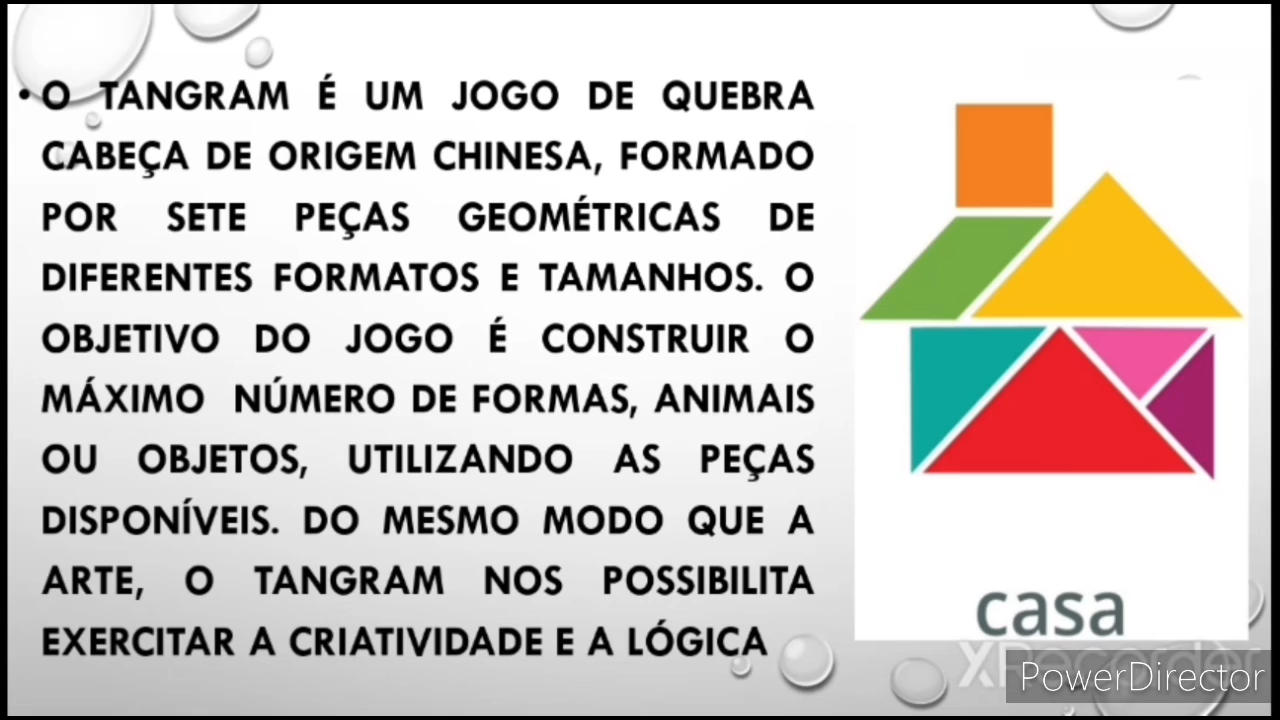 • O TANGRAM É UM JOGO DE QUEBRA
CABEÇA DE ORIGEM CHINESA, FORMADO
POR SETE PEÇAS GEOMÉTRICAS DE
DIFERENTES FORMATOS E TAMANHOS. O
OBJETIVO DO JOGO É CONSTRUIR O
MÁXIMO NÚMERO DE FORMAS, ANIMAIS
OU OBJETOS, UTILIZANDO AS PEÇAS
DISPONÍVEIS. DO MESMO MODO QUE A
ARTE, O TANGRAM NOS POSSIBILITA
EXERCITAR A CRIATIVIDADE E A LÓGICA
casa
XRecorder
PowerDirector